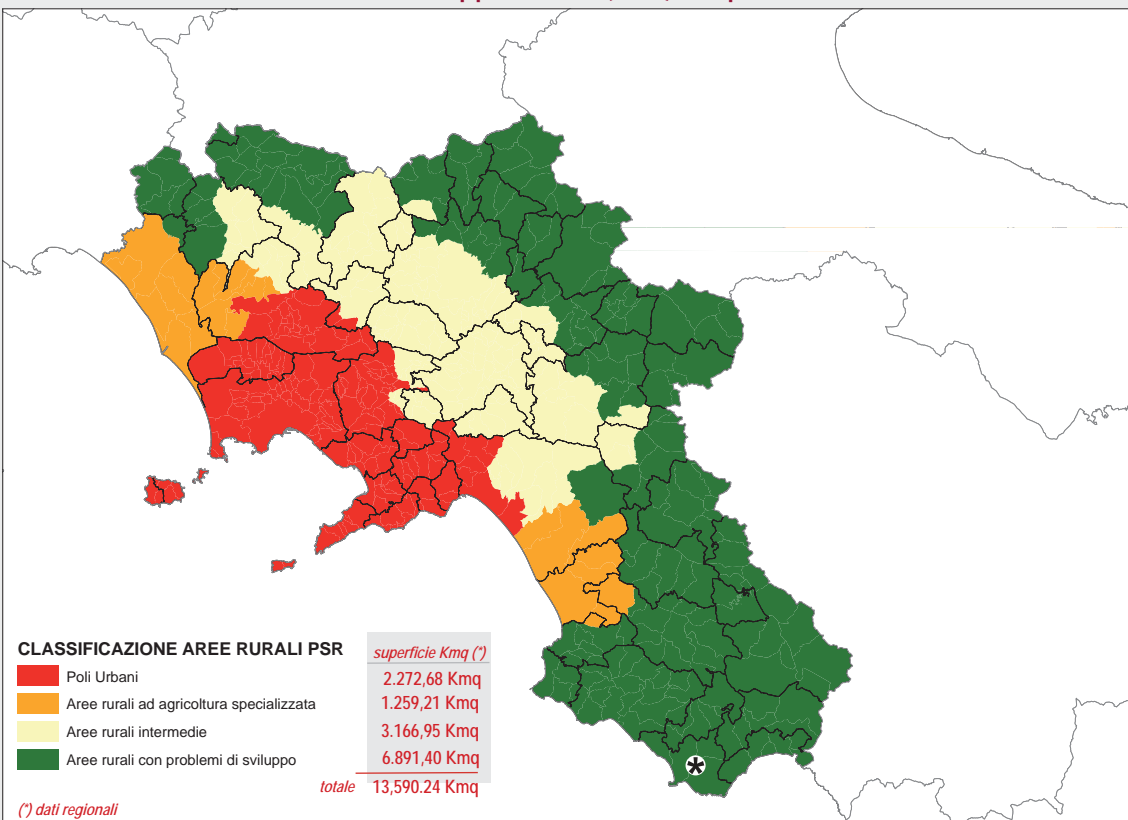 CLASSIFICAZIONE AREE RURALI PSR
superficie Kmq (*)
Poli Urbani
2.272,68 Kmq
Aree rurali ad agricoltura specializzata
1.259,21 Kmq
Aree rurali intermedie
3.166,95 Kmq
Aree rurali con problemi di sviluppo
6.891,40 Kmq
totale 13,590.24 Kmq
(*) dati regionali
*